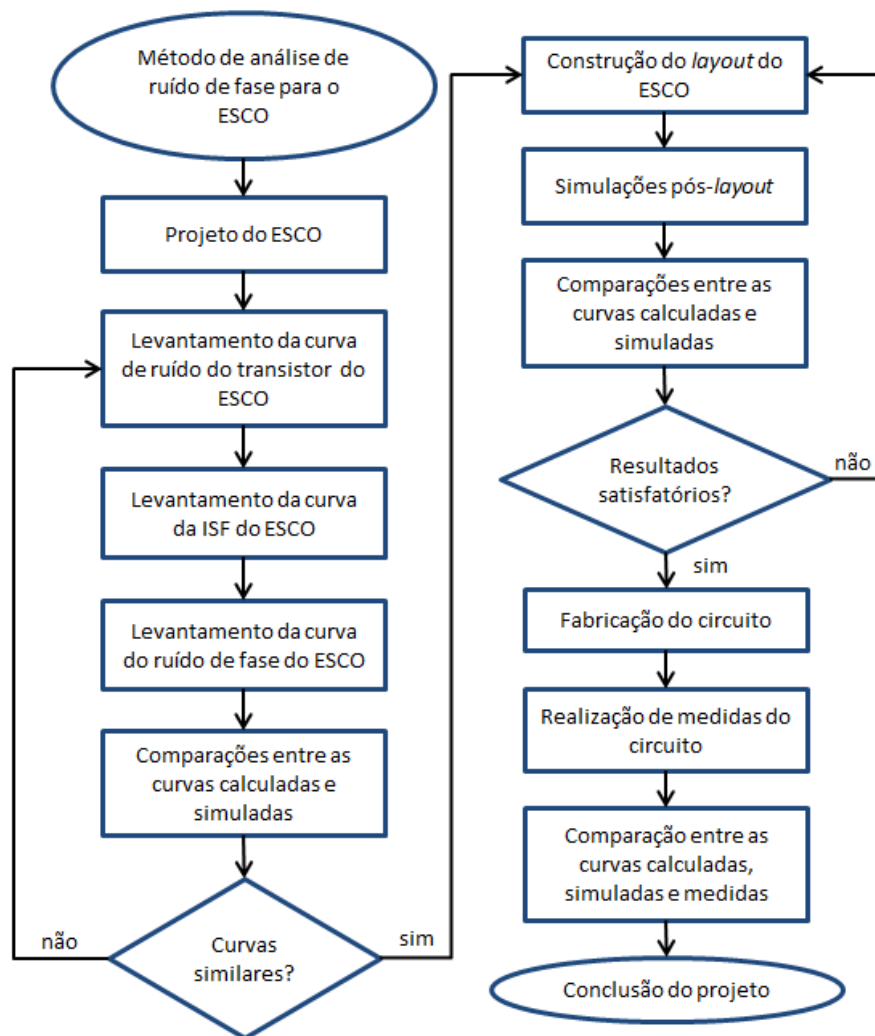 Método de análise de
ruído de fase para o
ESCO
Projeto do ESCO
Levantamento da curva
de ruído do transistor do
ESCO
Levantamento da curva
da ISF do ESCO
Levantamento da curva
do ruído de fase do ESCO
Comparações entre as
curvas calculadas e
simuladas
Curvas
similares?
não
sim
Construção do layout do
ESCO
Simulações pós-layout
Comparações entre as
curvas calculadas e
simuladas
Resultados
satisfatórios?
não
sim
Fabricação do circuito
Realização de medidas do
circuito
Comparação entre as
curvas calculadas,
simuladas e medidas
Conclusão do projeto